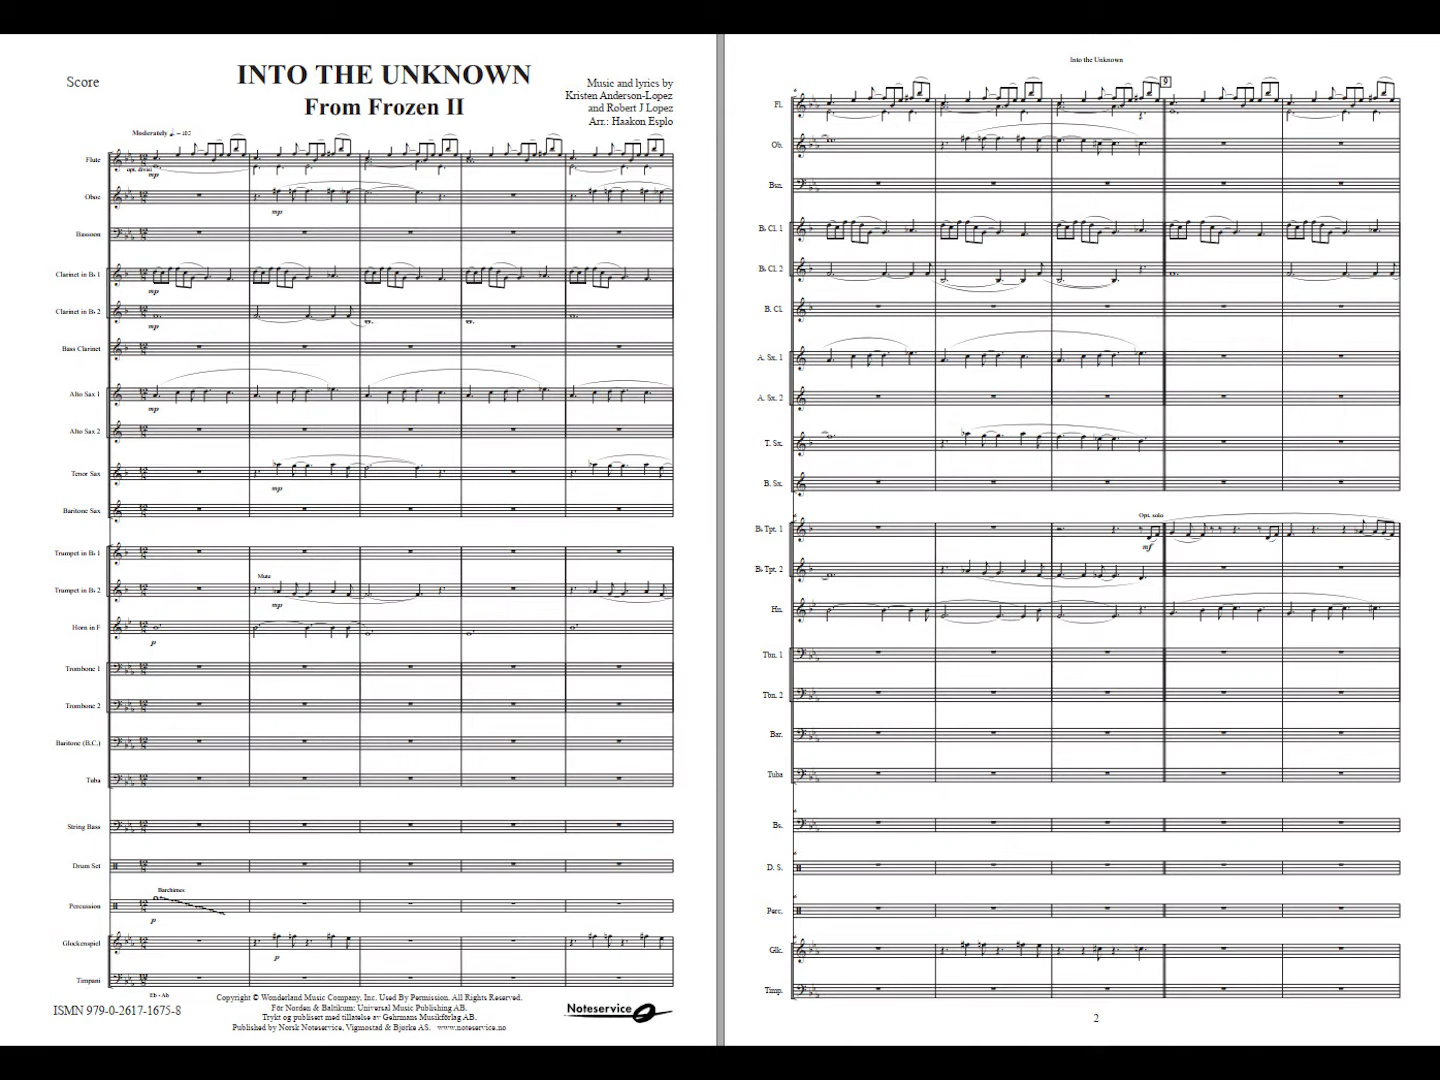 Score
INTO THE UNKNOWN
From Frozen II
Music and lyrics by
Kristen Anderson-Lopez
and Robert J Lopez
Arr.: Haakon Esplo
Moderately
Flute
opt. divisi
mp
Oboe
mp
Bassoon
Clarinet in B♭ 1
mp
Clarinet in B♭ 2
mp
Bass Clarinet
Alto Sax 1
mp
Alto Sax 2
Tenor Sax
mp
Baritone Sax
Trumpet in B♭ 1
Mute
Trumpet in B♭ 2
mp
Horn in F
p
Trombone 1
Trombone 2
Baritone (B.C.)
Tuba
String Bass
Drum Set
Barchimes
Percussion
p
Glockenspiel
p
Timpani
Eb - Ab
ISMN 979-0-2617-1675-8
Copyright © Wonderland Music Company, Inc. Used By Permission. All Rights Reserved.
För Norden & Baltikum: Universal Music Publishing AB.
Trykt og publisert med tillatelse av Gehrmans Musikförlag AB.
Published by Norsk Noteservice, Vigmostad & Bjørke AS. www.noteservice.no
Noteservice
Into the Unknown
9
Fl.
Ob.
Bsn.
B♭ Cl. 1
B♭ Cl. 2
B. Cl.
A. Sx. 1
A. Sx. 2
T. Sx.
B. Sx.
Opt. solo
B♭ Tpt. 1
mf
B♭ Tpt. 2
Hn.
Tbn. 1
Tbn. 2
Bar.
Tuba
Bs.
D. S.
Perc.
Glk.
Timp.
2